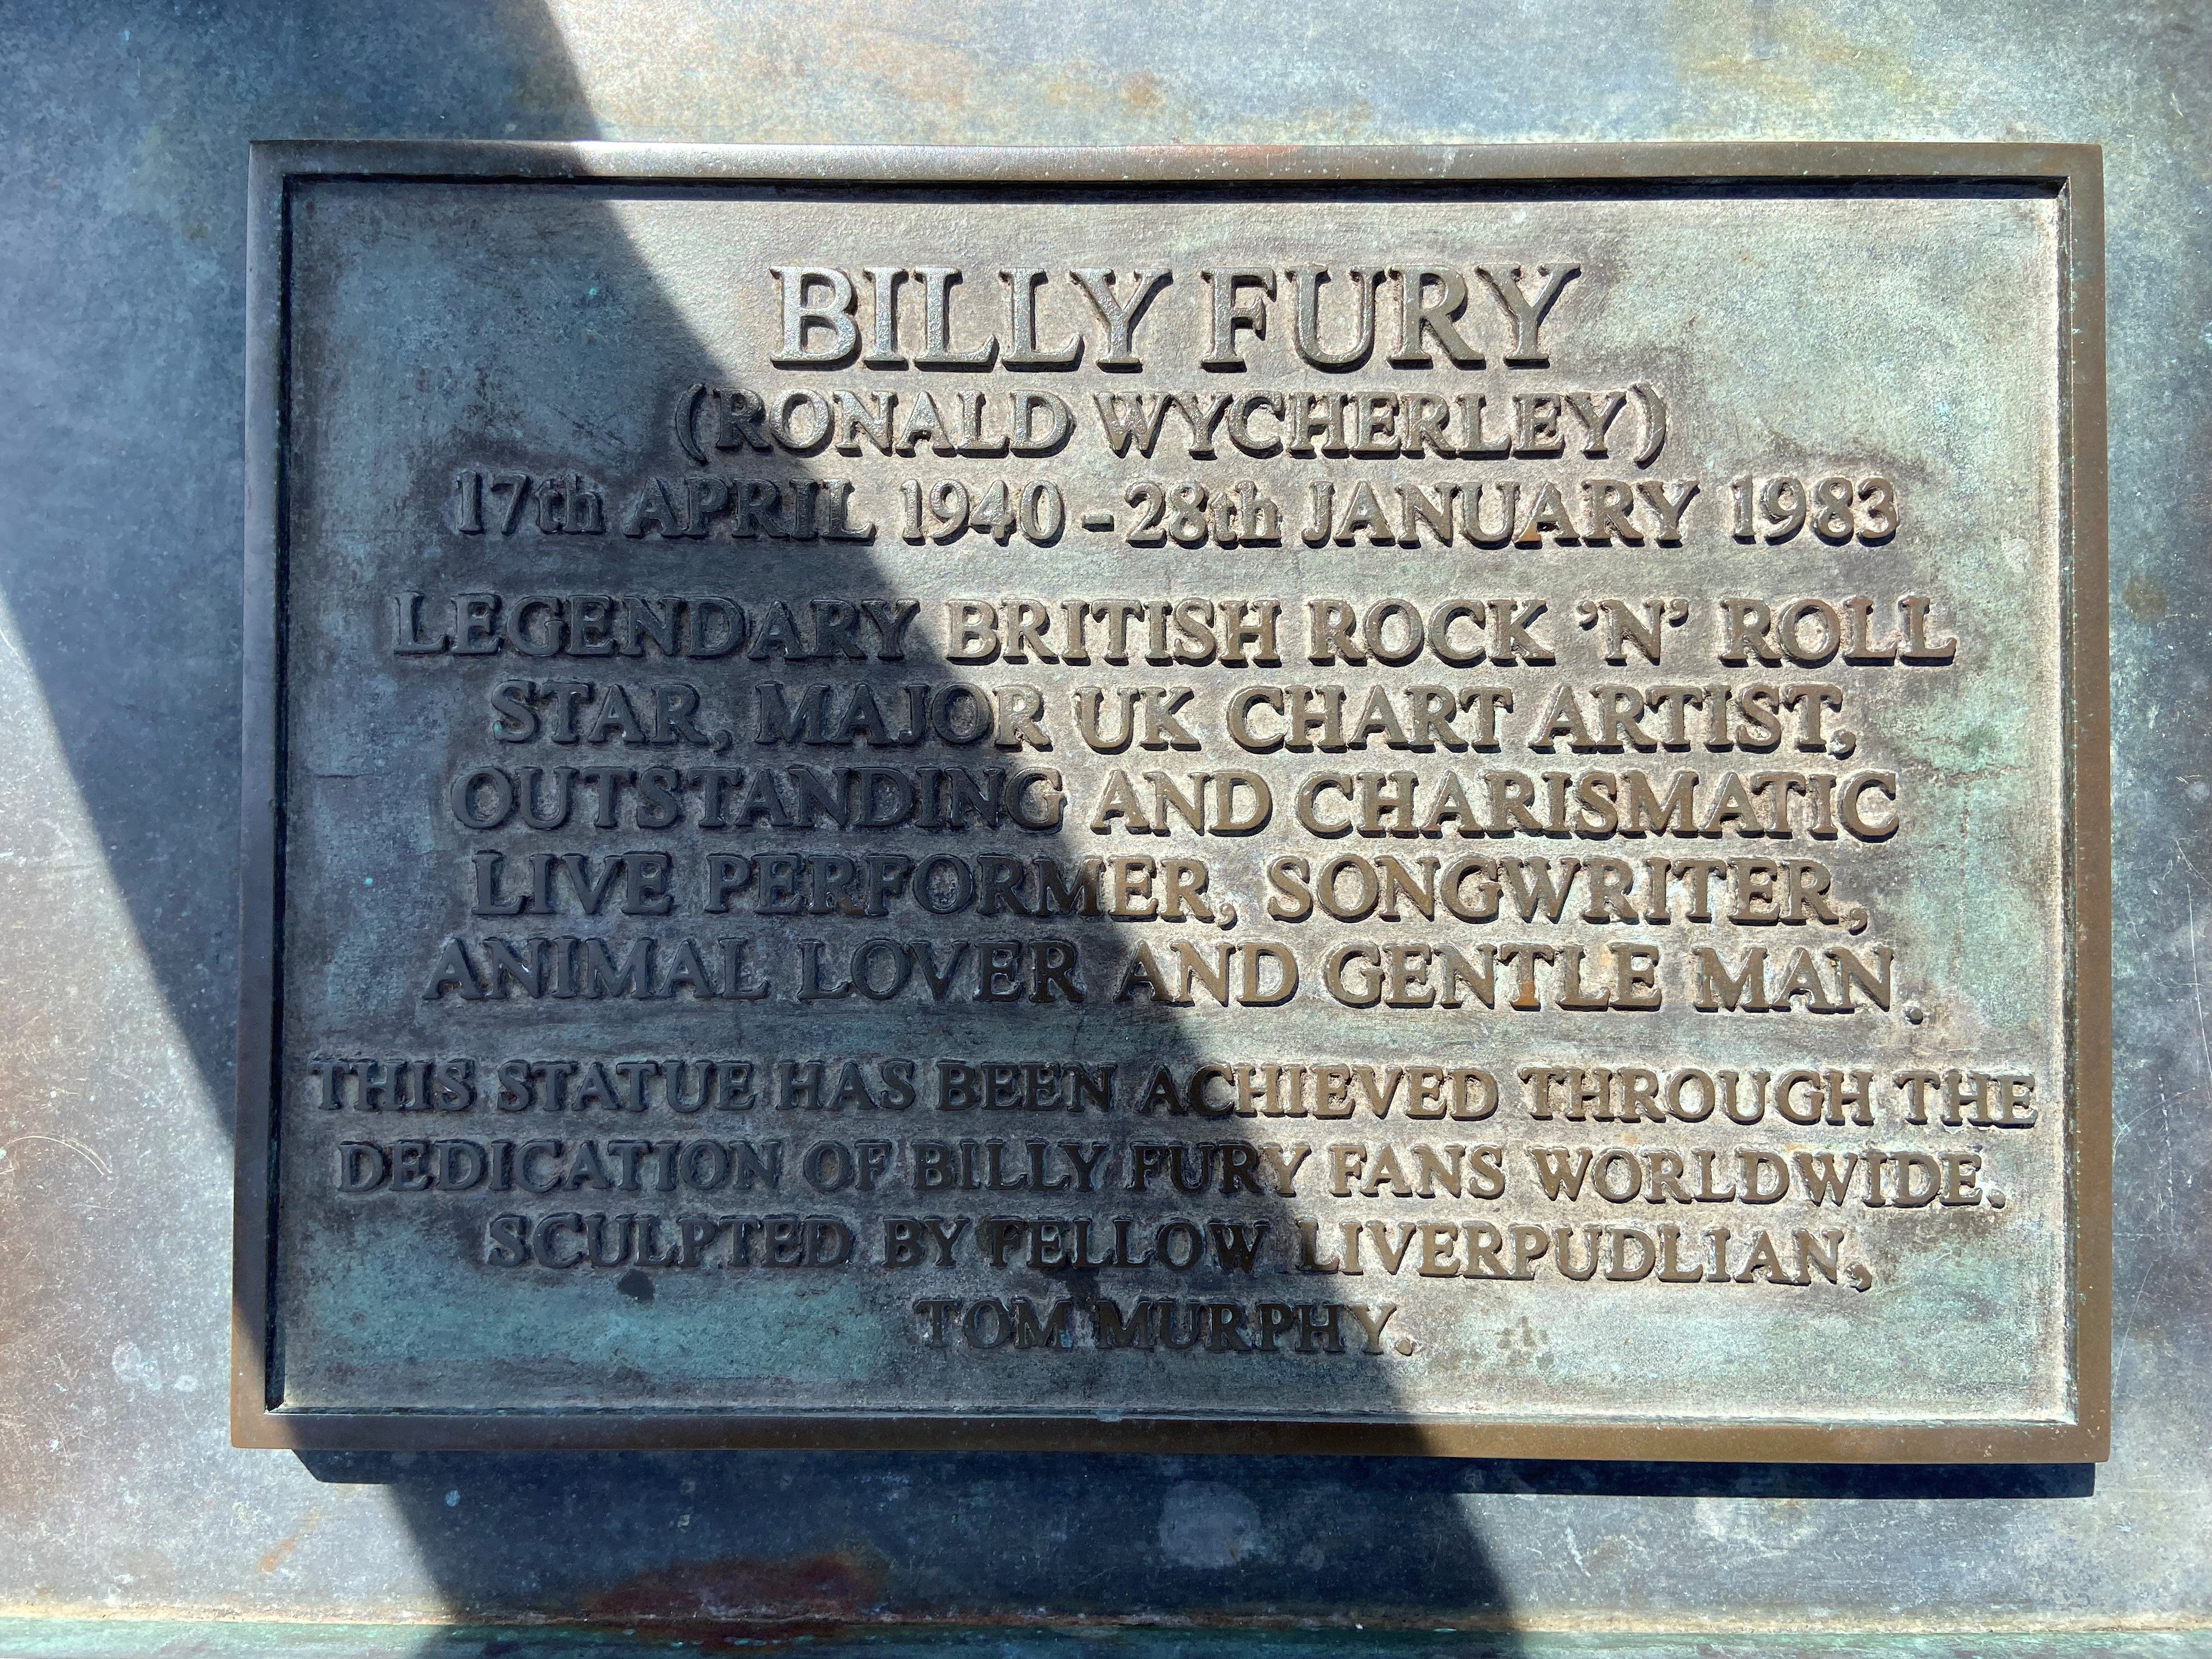 BILLY FURY
(RONALD WYCHERLEY)
17th APRIL 1940 - 28th JANUARY 1983
LEGENDARY BRITISH ROCK 'N' ROLL
STAR, MAJOR UK CHART ARTIST,
OUTSTANDING AND CHARISMATIC
LIVE PERFORMER, SONGWRITER,
ANIMAL LOVER AND GENTLE MAN.
THIS STATUE HAS BEEN ACHIEVED THROUGH THE
DEDICATION OF BILLY FURY FANS WORLDWIDE.
SCULPTED BY FELLOW LIVERPUDLIAN,
TOM MURPHY.